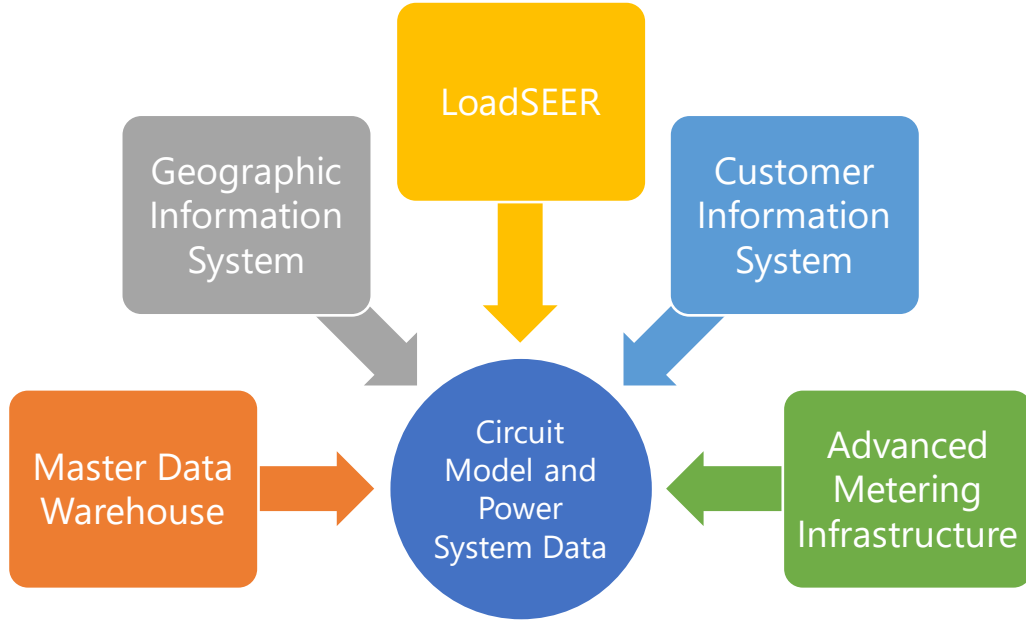 LoadSEER
Geographic
Information
System
Customer
Information
System
Master Data
Warehouse
Circuit
Model and
Power
System Data
Advanced
Metering
Infrastructure